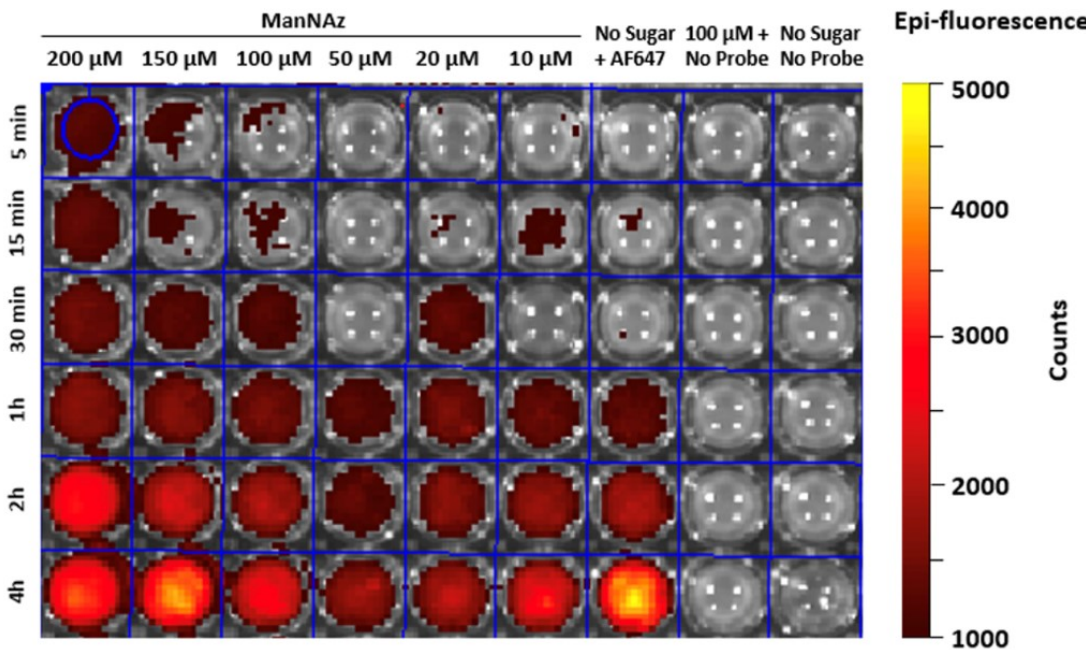 ManNAz
Epi-fluorescence
No Sugar 100 µM + No Sugar
200 µM 150 µM 100 µM 50 µM 20 µM 10 µM + AF647 No Probe No Probe
5 min
15 min
30 min
1h
2h
4h
5000
4000
3000
2000
1000
Counts